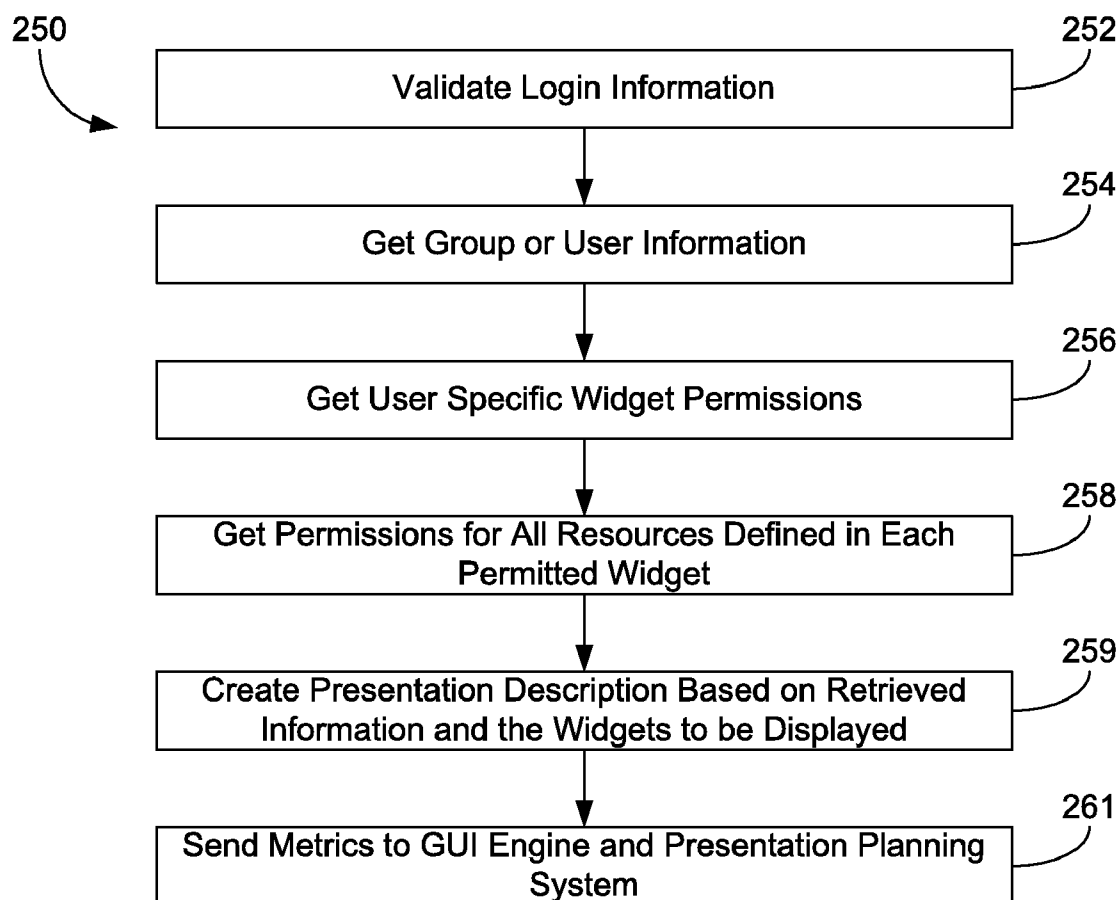 250
252
Validate Login Information
254
Get Group or User Information
256
Get User Specific Widget Permissions
258
Get Permissions for All Resources Defined in Each
Permitted Widget
259
Create Presentation Description Based on Retrieved
Information and the Widgets to be Displayed
261
Send Metrics to GUI Engine and Presentation Planning
System